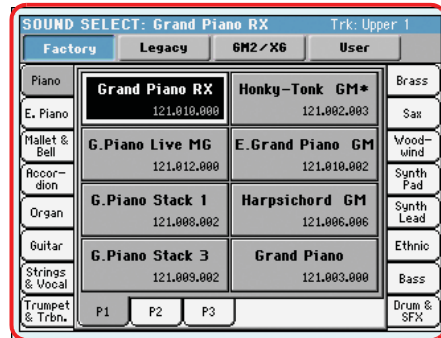 SOUND SELECT: Grand Piano RX Trk: Upper 1
Factory Legacy GM2/XG User
Piano
E. Piano
Mallet &
Bell
Accor-
dion
Organ
Guitar
Strings
& Vocal
Trumpet
& Trbn.
Grand Piano RX
121.010.000
Honky-Tonk GM*
121.002.003
G.Piano Live MG
121.012.000
E.Grand Piano GM
121.010.002
G.Piano Stack 1
121.008.002
Harpsichord GM
121.006.006
G.Piano Stack 3
121.009.002
Grand Piano
121.003.000
P1 P2 P3
Brass
Sax
Wood-
wind
Synth
Pad
Synth
Lead
Ethnic
Bass
Drum &
SFX